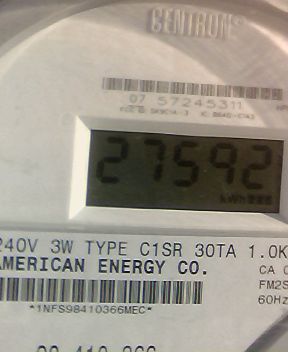 CENTRON®
07 57245311
27592
kWh
240V 3W TYPE C1SR 30TA 1.0K
AMERICAN ENERGY CO.
CA 0
FM2S
60Hz
*1NFS98410366MEC*